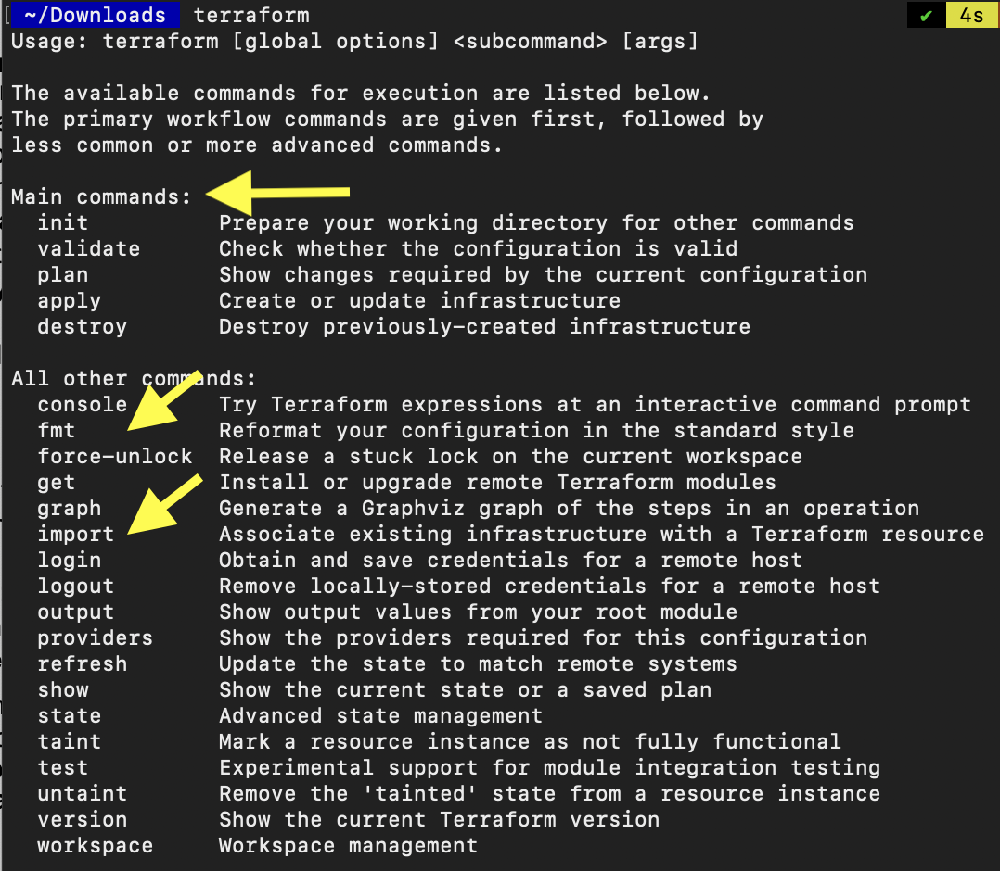 ~/Downloads terraform ✔ 4s
Usage: terraform [global options] <subcommand> [args]
The available commands for execution are listed below.
The primary workflow commands are given first, followed by
less common or more advanced commands.
Main commands:
init Prepare your working directory for other commands
validate Check whether the configuration is valid
plan Show changes required by the current configuration
apply Create or update infrastructure
destroy Destroy previously-created infrastructure
All other commands:
console Try Terraform expressions at an interactive command prompt
fmt Reformat your configuration in the standard style
force-unlock Release a stuck lock on the current workspace
get Install or upgrade remote Terraform modules
graph Generate a Graphviz graph of the steps in an operation
import Associate existing infrastructure with a Terraform resource
login Obtain and save credentials for a remote host
logout Remove locally-stored credentials for a remote host
output Show output values from your root module
providers Show the providers required for this configuration
refresh Update the state to match remote systems
show Show the current state or a saved plan
state Advanced state management
taint Mark a resource instance as not fully functional
test Experimental support for module integration testing
untaint Remove the 'tainted' state from a resource instance
version Show the current Terraform version
workspace Workspace management